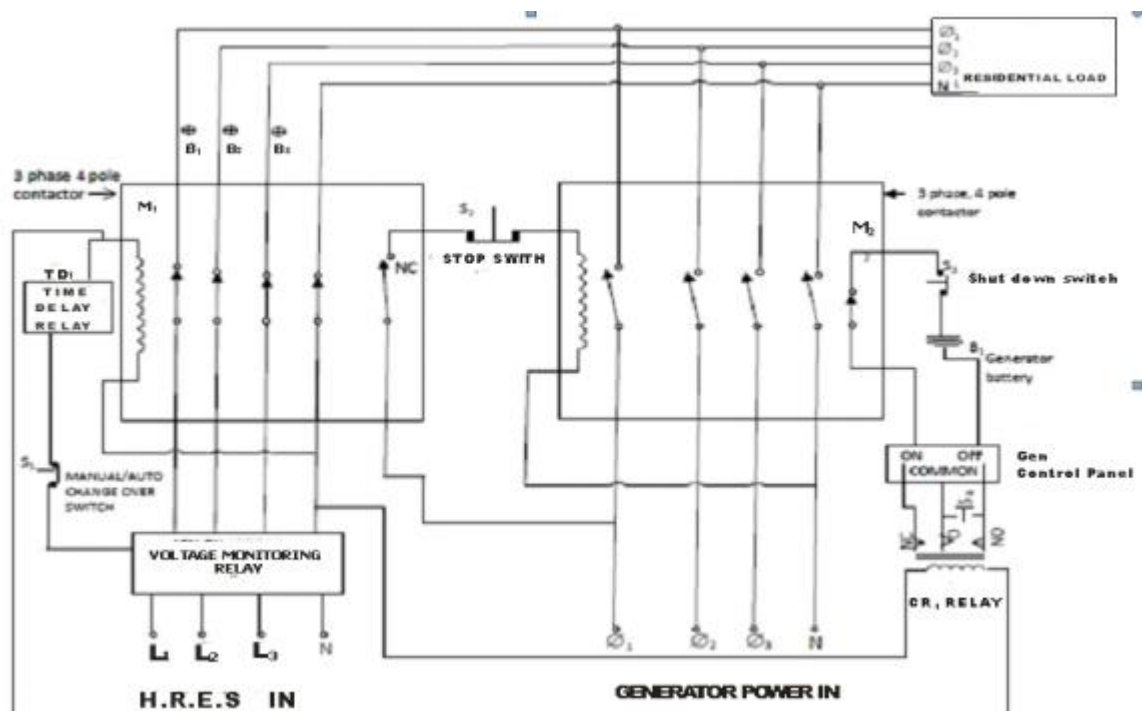 Ø₁
Ø₂
Ø₃
N
RESIDENTIAL LOAD
B₁
B₂
B₃
3 phase 4 pole
contactor
M₁
S₂
STOP SWITH
NC
3 phase, 4 pole
contactor
M₂
Shut down switch
TD₁
TIME
DELAY
RELAY
B₁
Generator
battery
S₁
MANUAL/AUTO
CHANGE OVER
SWITCH
ON OFF
COMMON
Gen
Control Panel
VOLTAGE MONITORING
RELAY
NC
NO
CR₁ RELAY
L₁ L₂ L₃ N
Ø₁ Ø₂ Ø₃ N
H.R.E.S IN
GENERATOR POWER IN